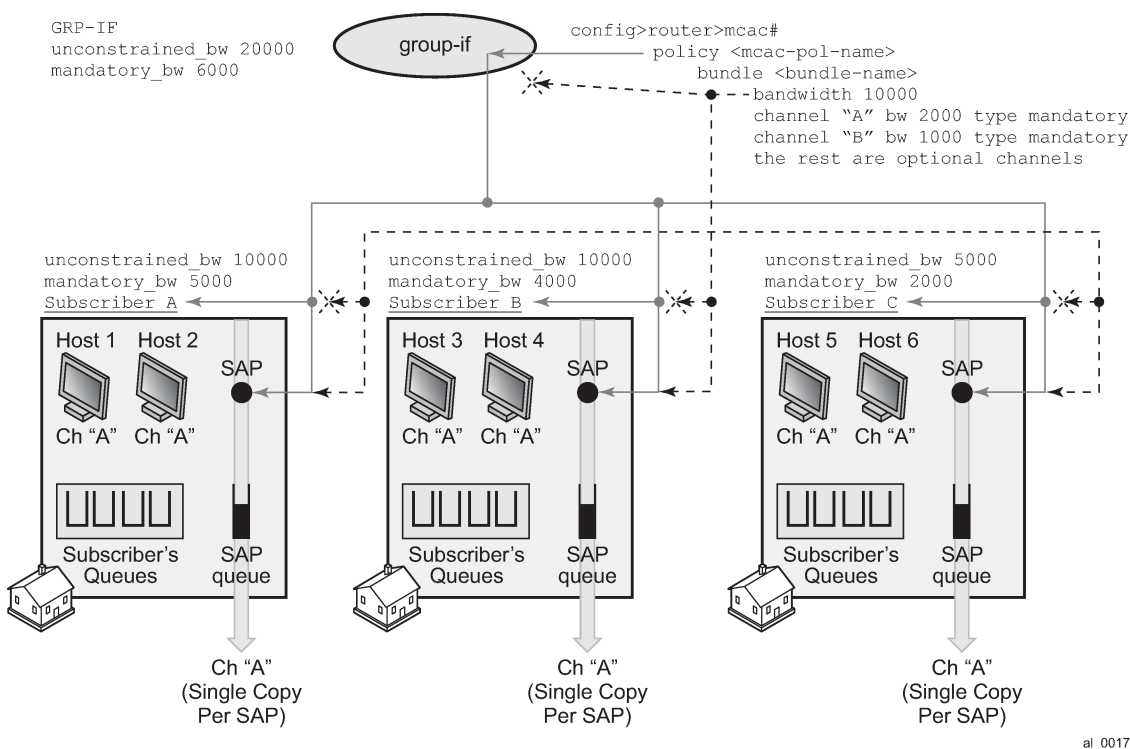 GRP-IF
unconstrained_bw 20000
mandatory_bw 6000
group-if
config>router>mcac#
policy <mcac-pol-name>
bundle <bundle-name>
bandwidth 10000
channel “A” bw 2000 type mandatory
channel “B” bw 1000 type mandatory
the rest are optional channels
unconstrained_bw 10000
mandatory_bw 5000
Subscriber A
Host 1 Host 2
SAP
Ch “A” Ch “A”
Subscriber’s
Queues
SAP
queue
Ch “A”
(Single Copy
Per SAP)
unconstrained_bw 10000
mandatory_bw 4000
Subscriber B
Host 3 Host 4
SAP
Ch “A” Ch “A”
Subscriber’s
Queues
SAP
queue
Ch “A”
(Single Copy
Per SAP)
unconstrained_bw 5000
mandatory_bw 2000
Subscriber C
Host 5 Host 6
SAP
Ch “A” Ch “A”
Subscriber’s
Queues
SAP
queue
Ch “A”
(Single Copy
Per SAP)
al_0017